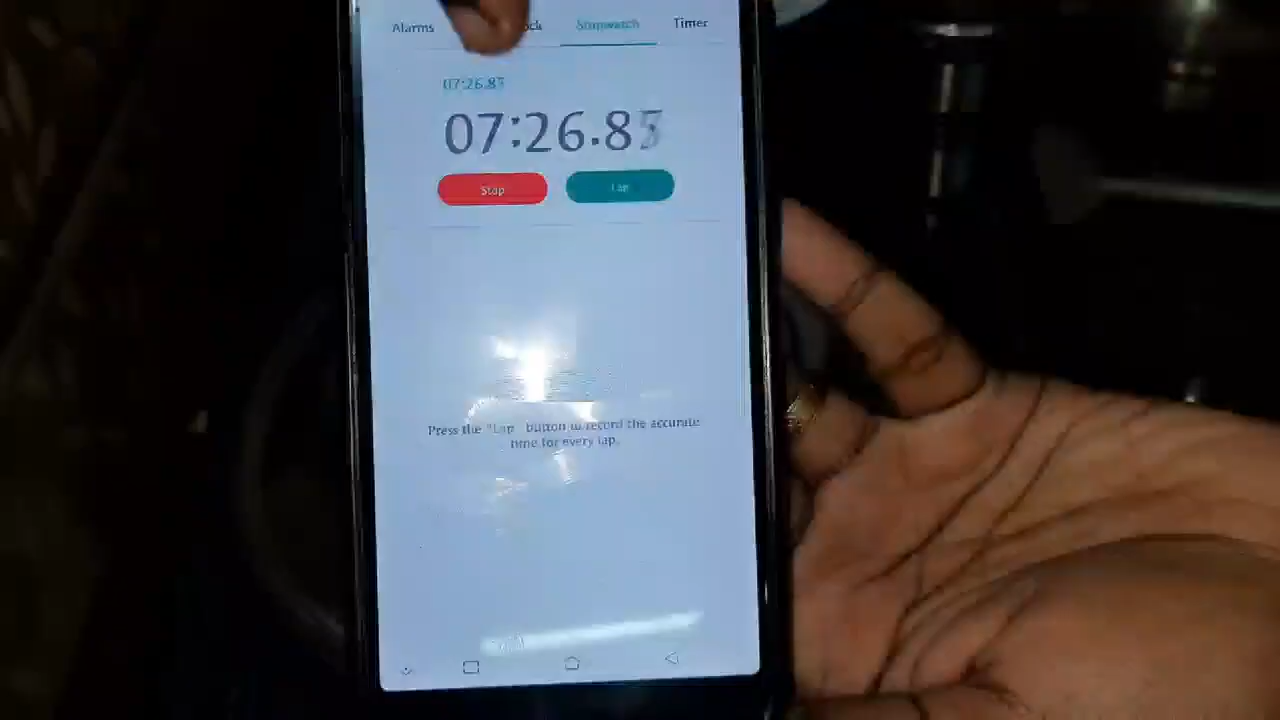 Alarms Stopwatch Timer
07:26.8
07:26.8
Stop Lap
Press the "Lap" button to record the accurate
time for every lap.